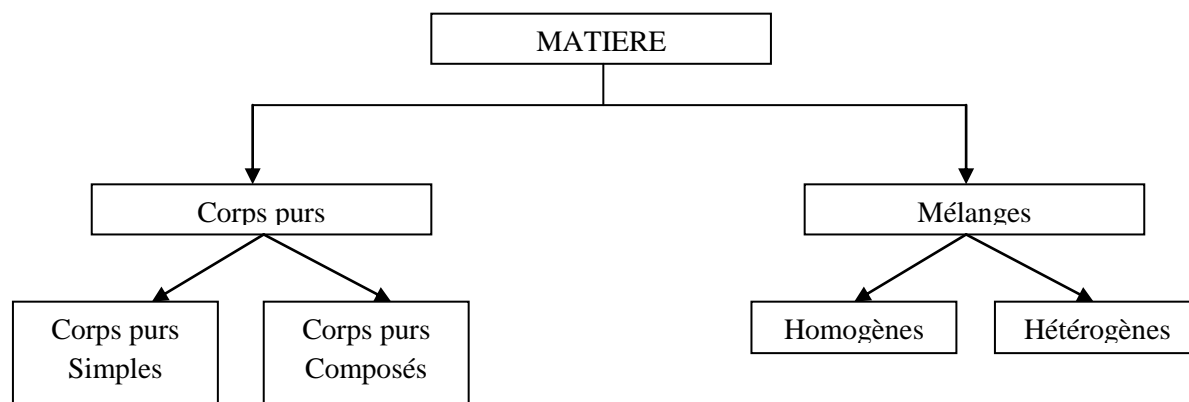 MATIERE
Corps purs
Mélanges
Corps purs
Simples
Corps purs
Composés
Homogènes
Hétérogènes